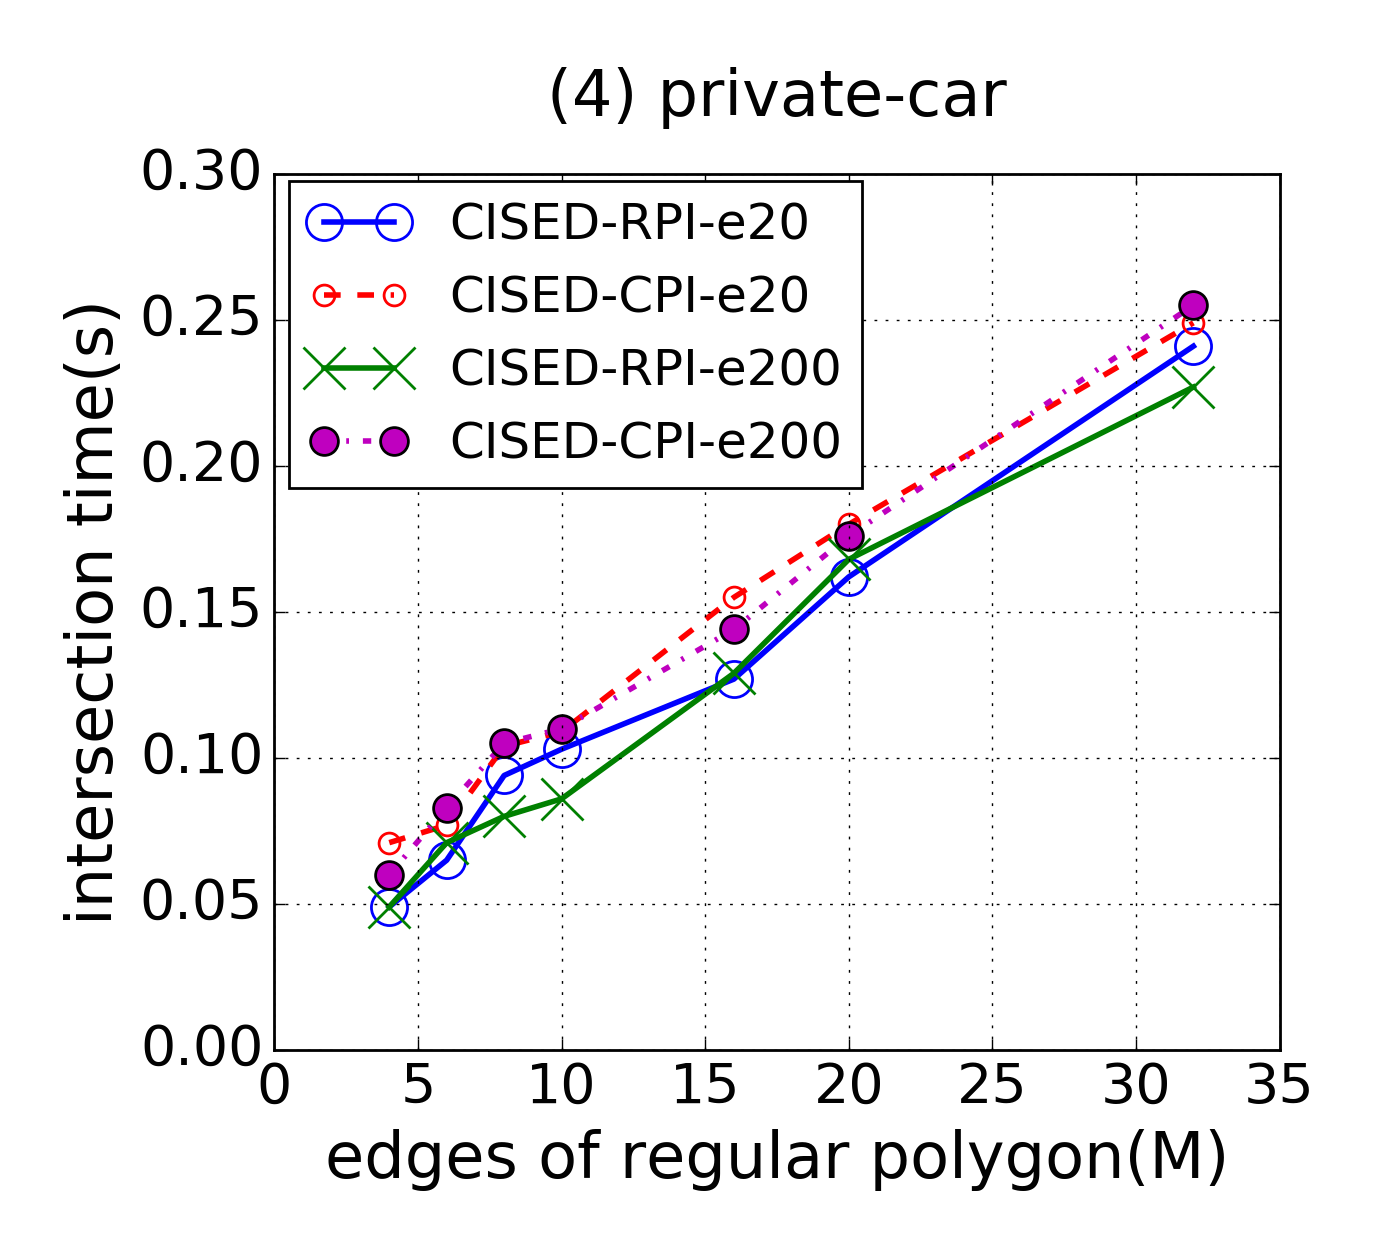 (4) private-car
0.30
0.25
0.20
0.15
0.10
0.05
0.00
intersection time(s)
CISED-RPI-e20
CISED-CPI-e20
CISED-RPI-e200
CISED-CPI-e200
0 5 10 15 20 25 30 35
edges of regular polygon(M)